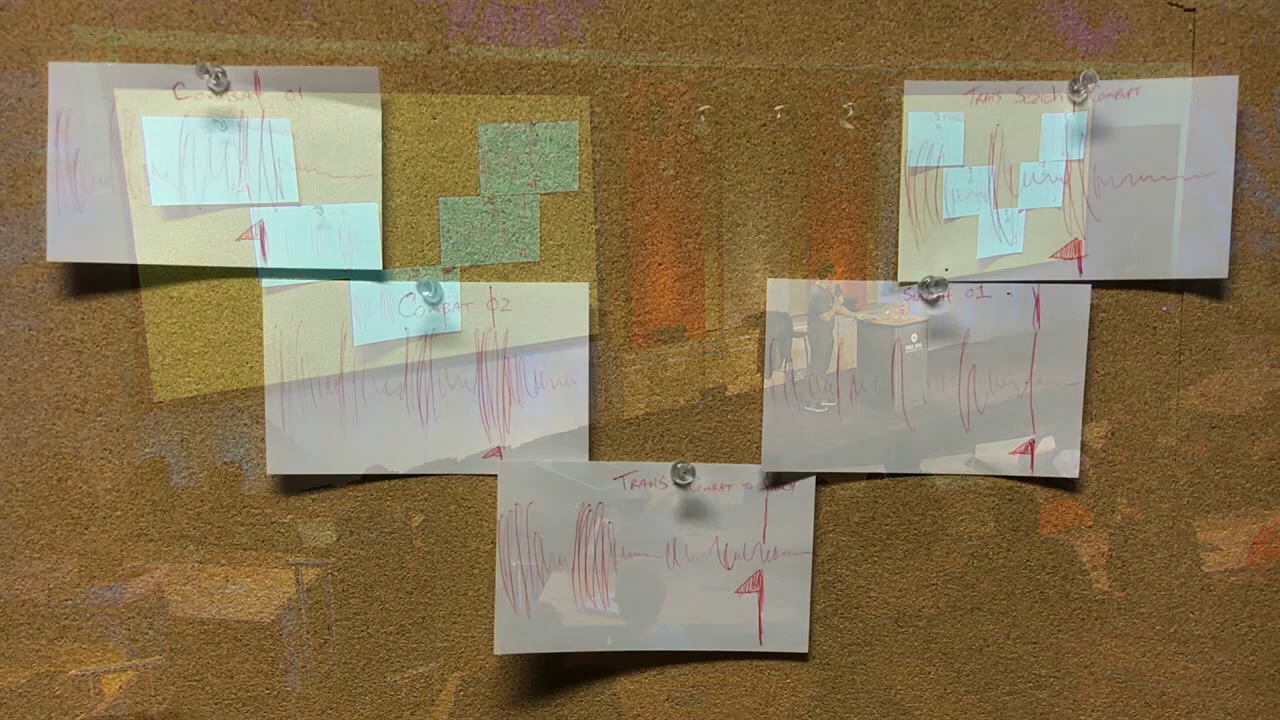 COMBAT 01
TRANS SEARCH COMBAT
COMBAT 02
SEARCH 01
TRANS COMBAT TO SEARCH